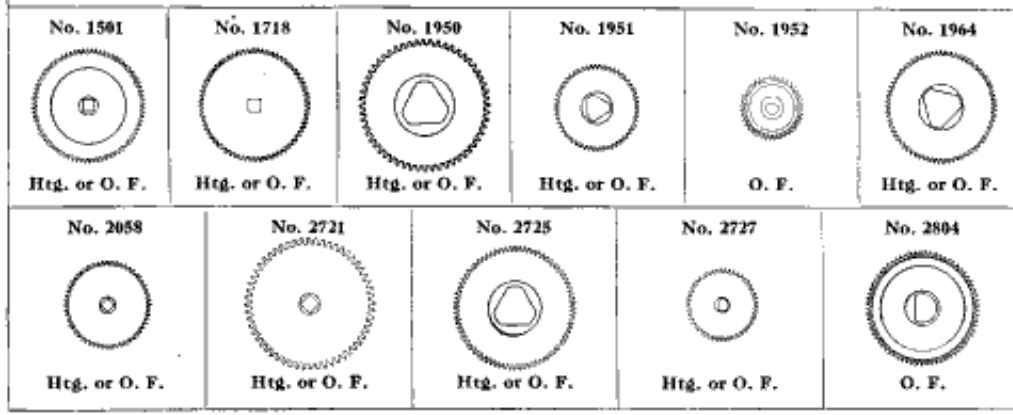 No. 1501 No. 1718 No. 1950 No. 1951 No. 1952 No. 1964
Htg. or O. F. Htg. or O. F. Htg. or O. F. Htg. or O. F. O. F. Htg. or O. F.
No. 2058 No. 2721 No. 2725 No. 2727 No. 2804
Htg. or O. F. Htg. or O. F. Htg. or O. F. Htg. or O. F. O. F.